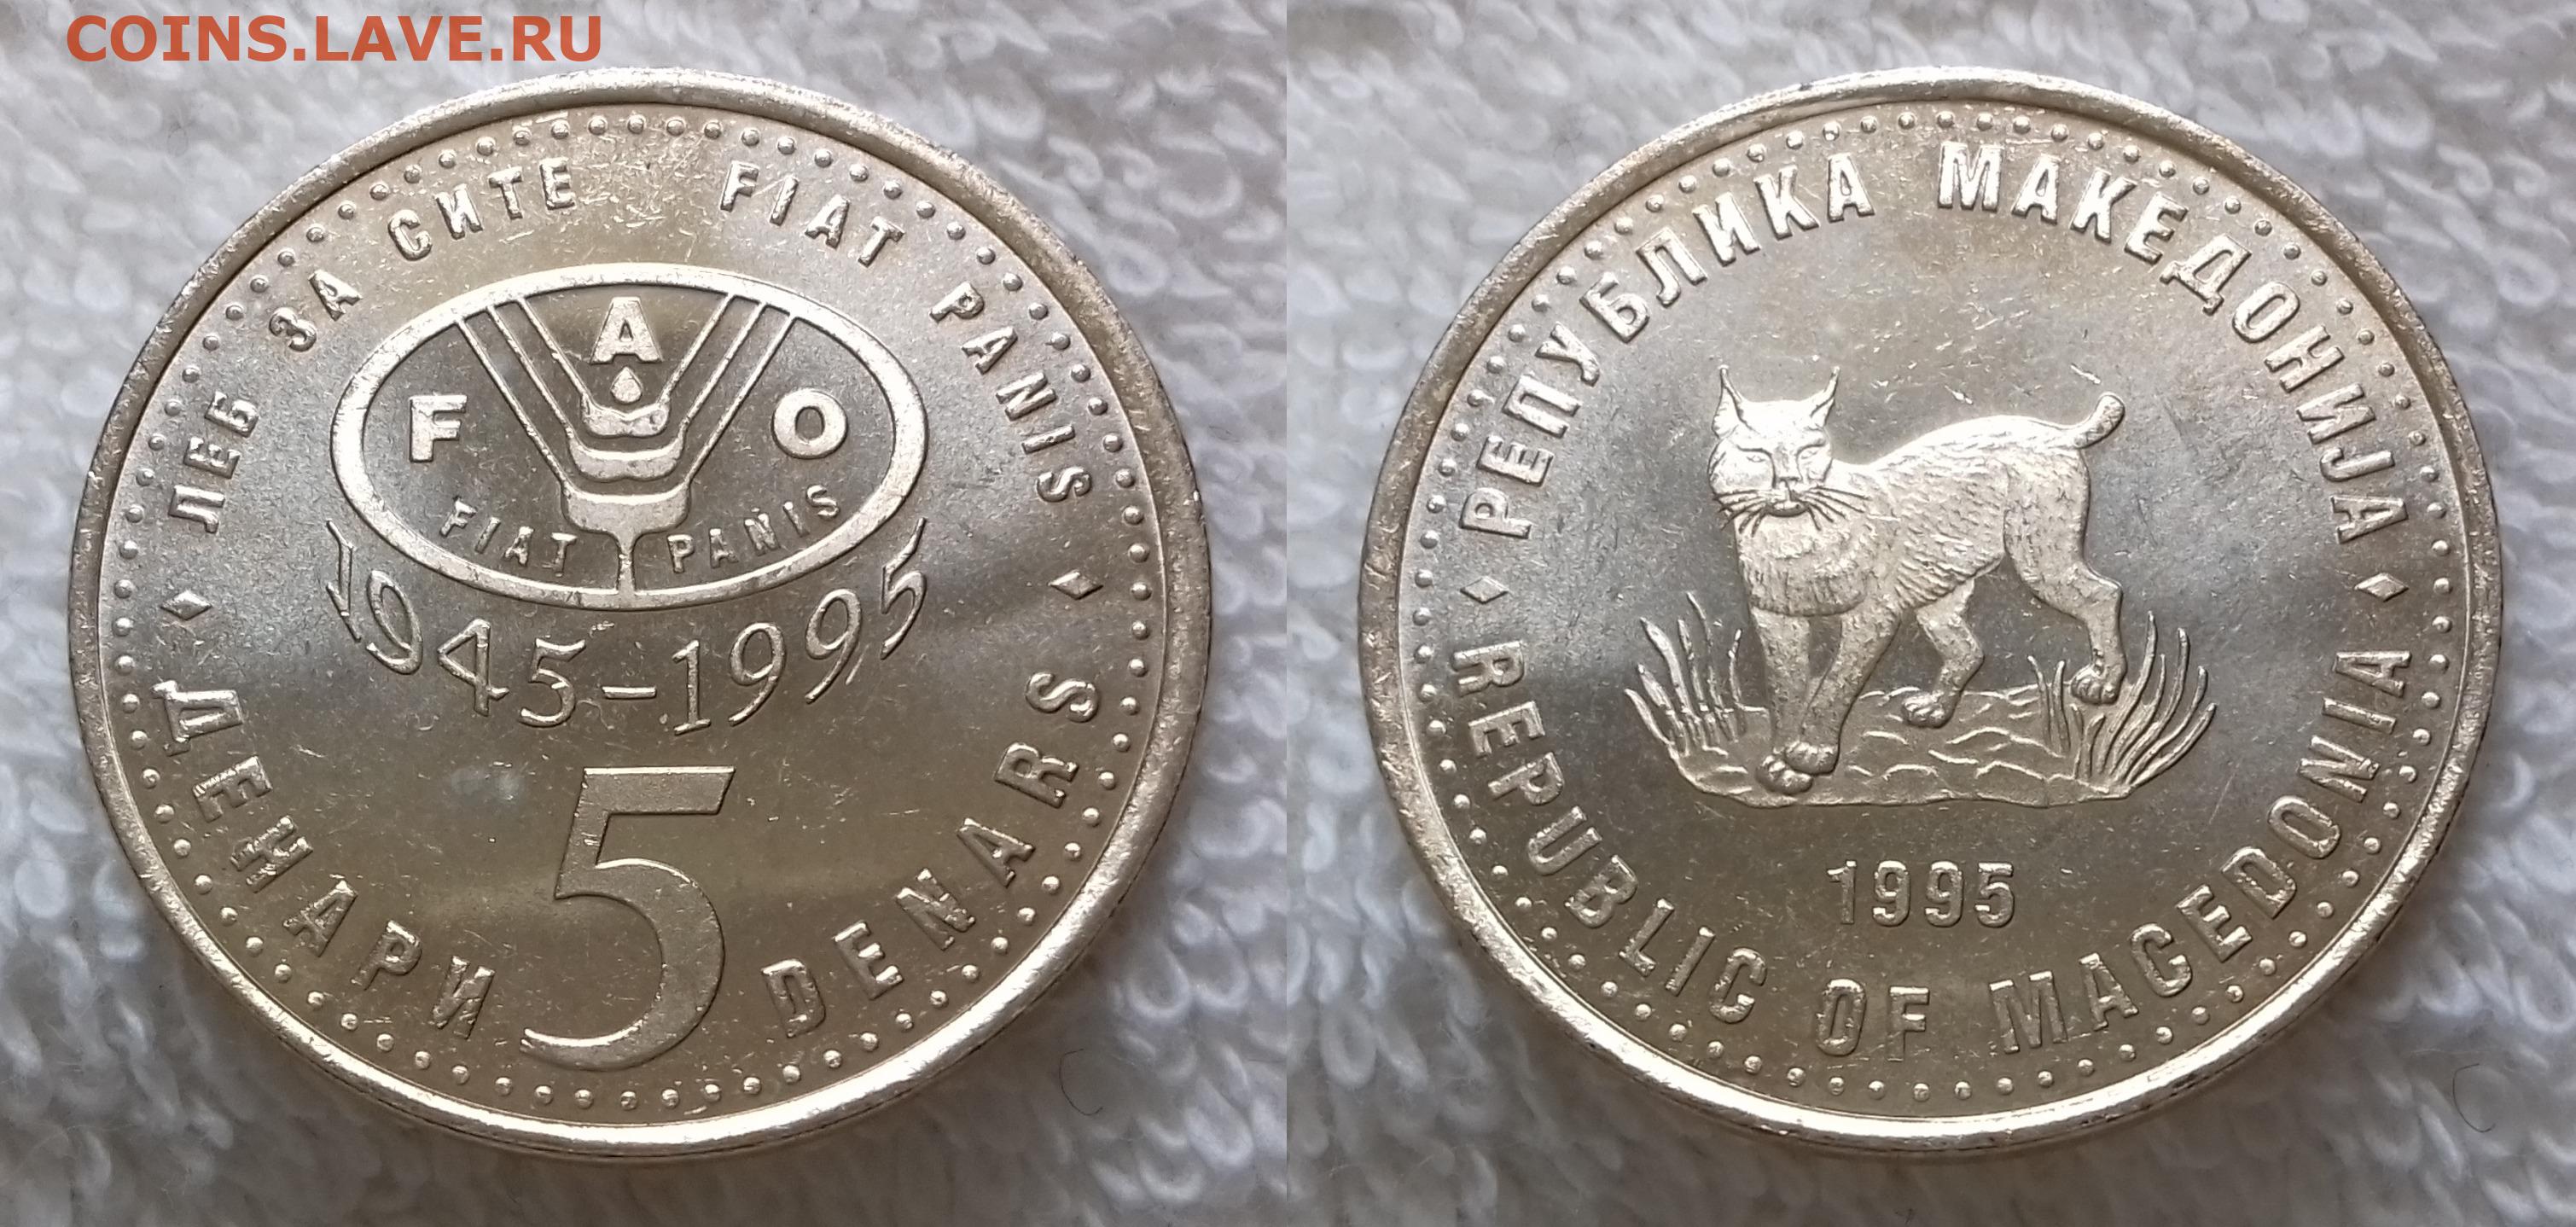 COINS.LAVE.RU
ЛЕБ ЗА СИТЕ FIAT PANIS
F A O
FIAT PANIS
1945-1995
5
ДЕНАРИ DENARS
РЕПУБЛИКА МАКЕДОНИЈА
1995
REPUBLIC OF MACEDONIA